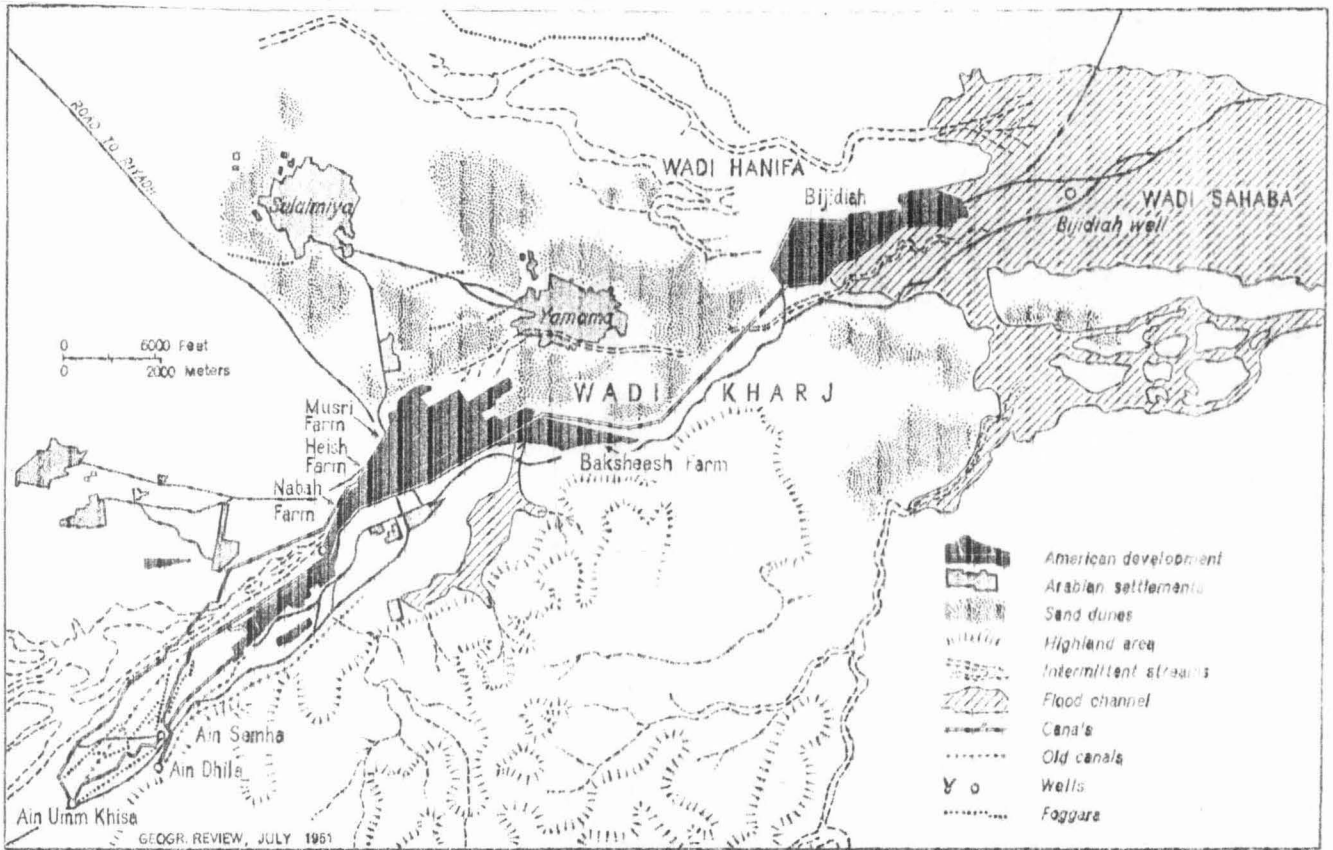 ROAD TO RIYADH
Sulaimiya
WADI HANIFA
Bijidiah
WADI SAHABA
Bijidiah well
Yamama
0 6000 Feet
0 2000 Meters
WADI KHARJ
Musri
Farm
Heish
Farm
Nabah
Farm
Baksheesh Farm
Ain Semha
Ain Dhila
Ain Umm Khisa
American development
Arabian settlements
Sand dunes
Highland area
Intermittent streams
Flood channel
Canals
Old canals
Wells
Foggara
GEOGR. REVIEW, JULY 1951